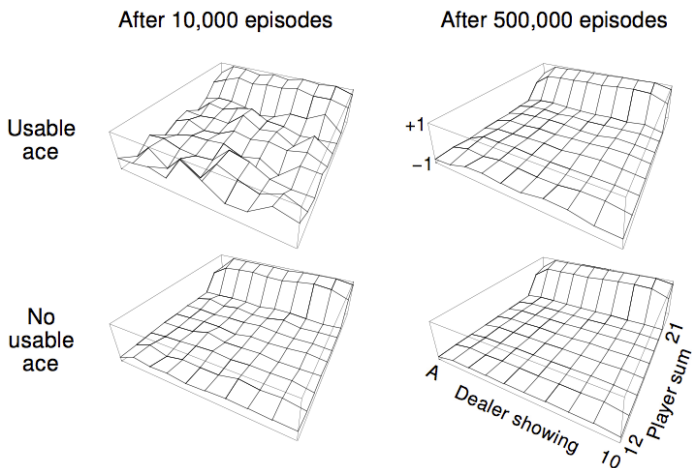 After 10,000 episodes
After 500,000 episodes
Usable
ace
+1
−1
No
usable
ace
A
Dealer showing
10
12
Player sum
21